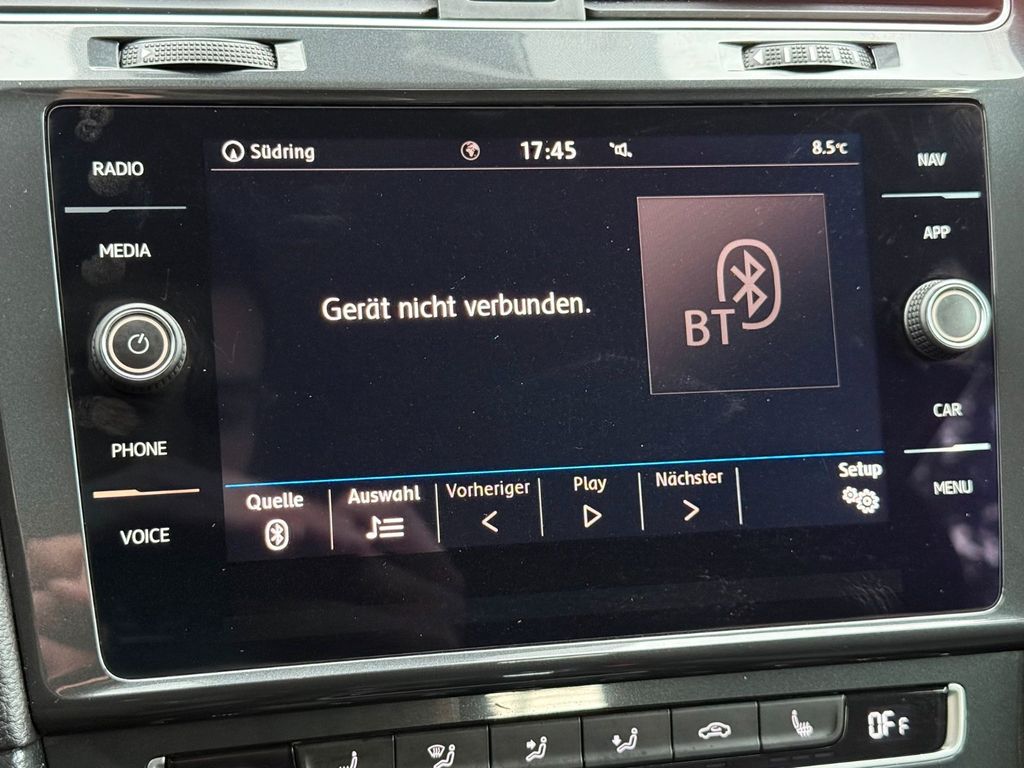 Südring 17:45 8.5°C
RADIO
MEDIA
PHONE
VOICE
Gerät nicht verbunden.
BT
Quelle Auswahl Vorheriger Play Nächster Setup
NAV
APP
CAR
MENU
OFF